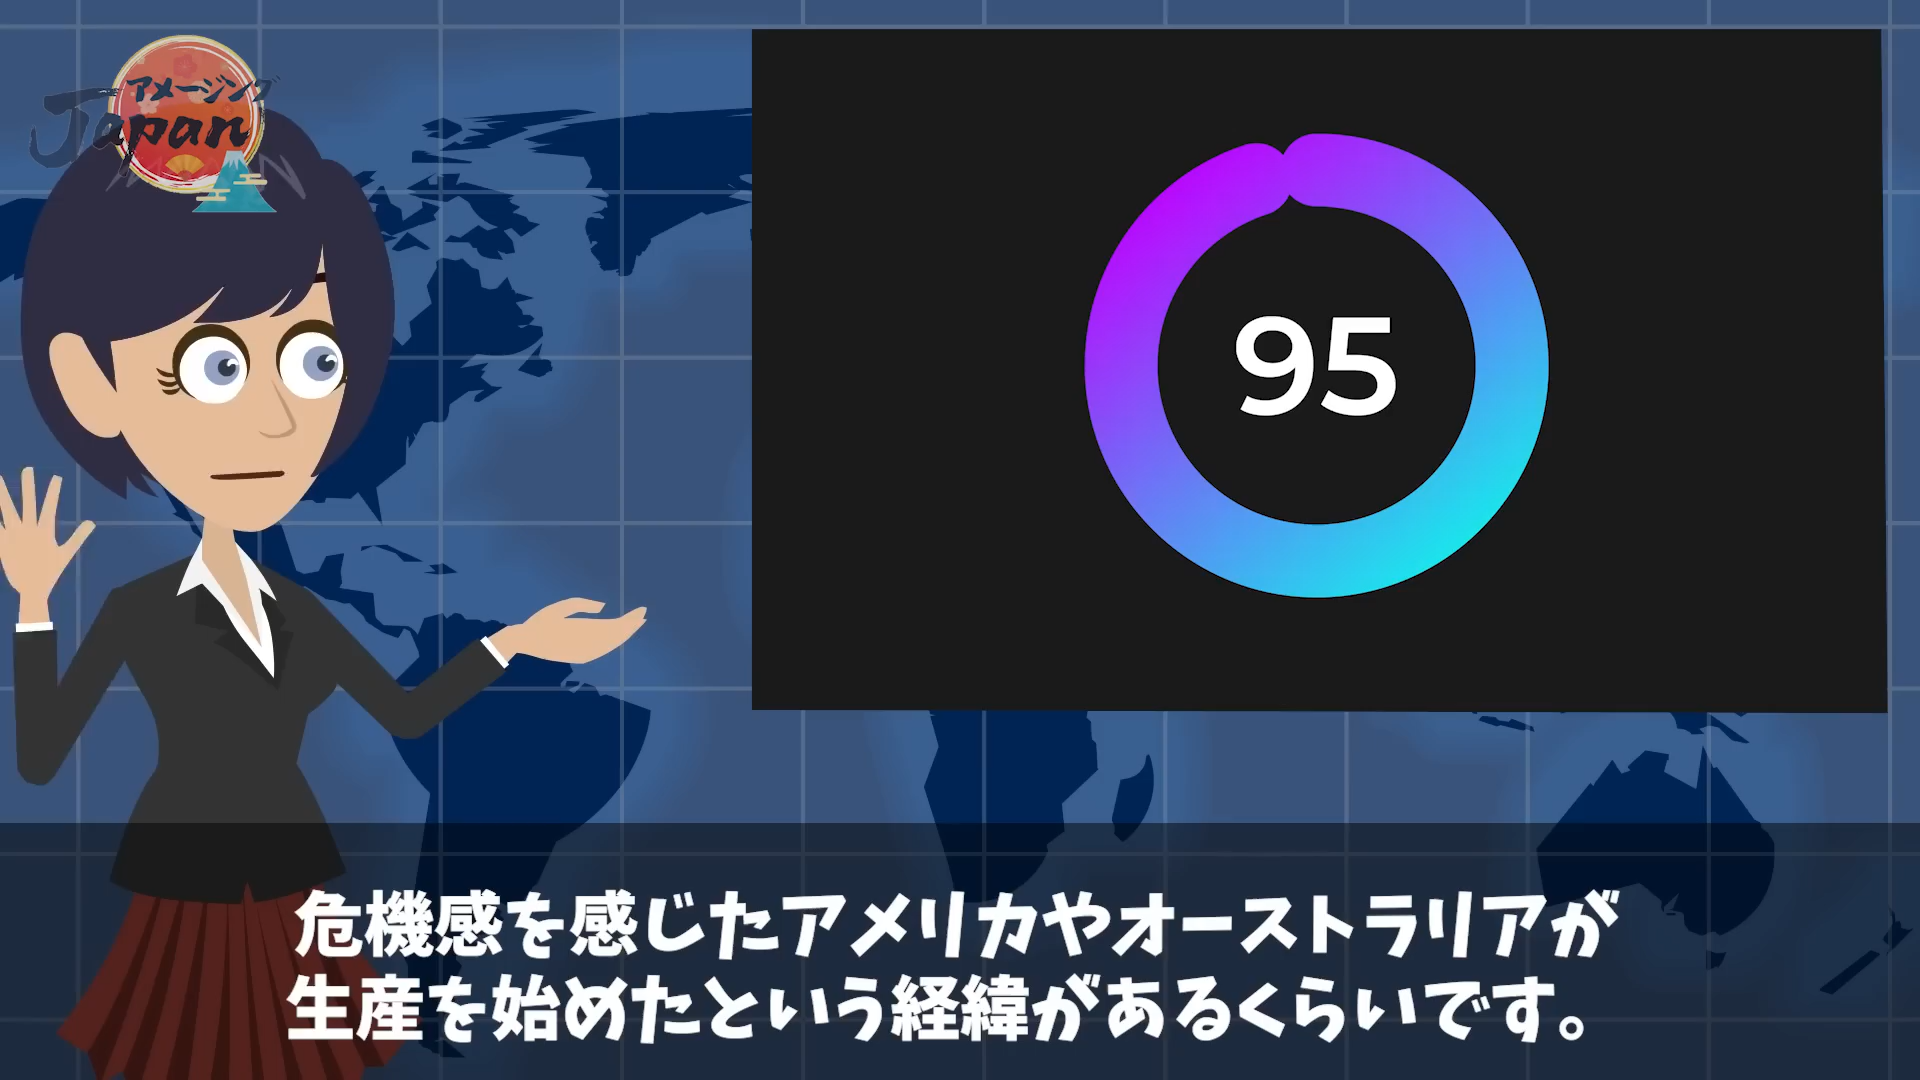 アメージング
Japan
95
危機感を感じたアメリカやオーストラリアが
生産を始めたという経緯があるくらいです。